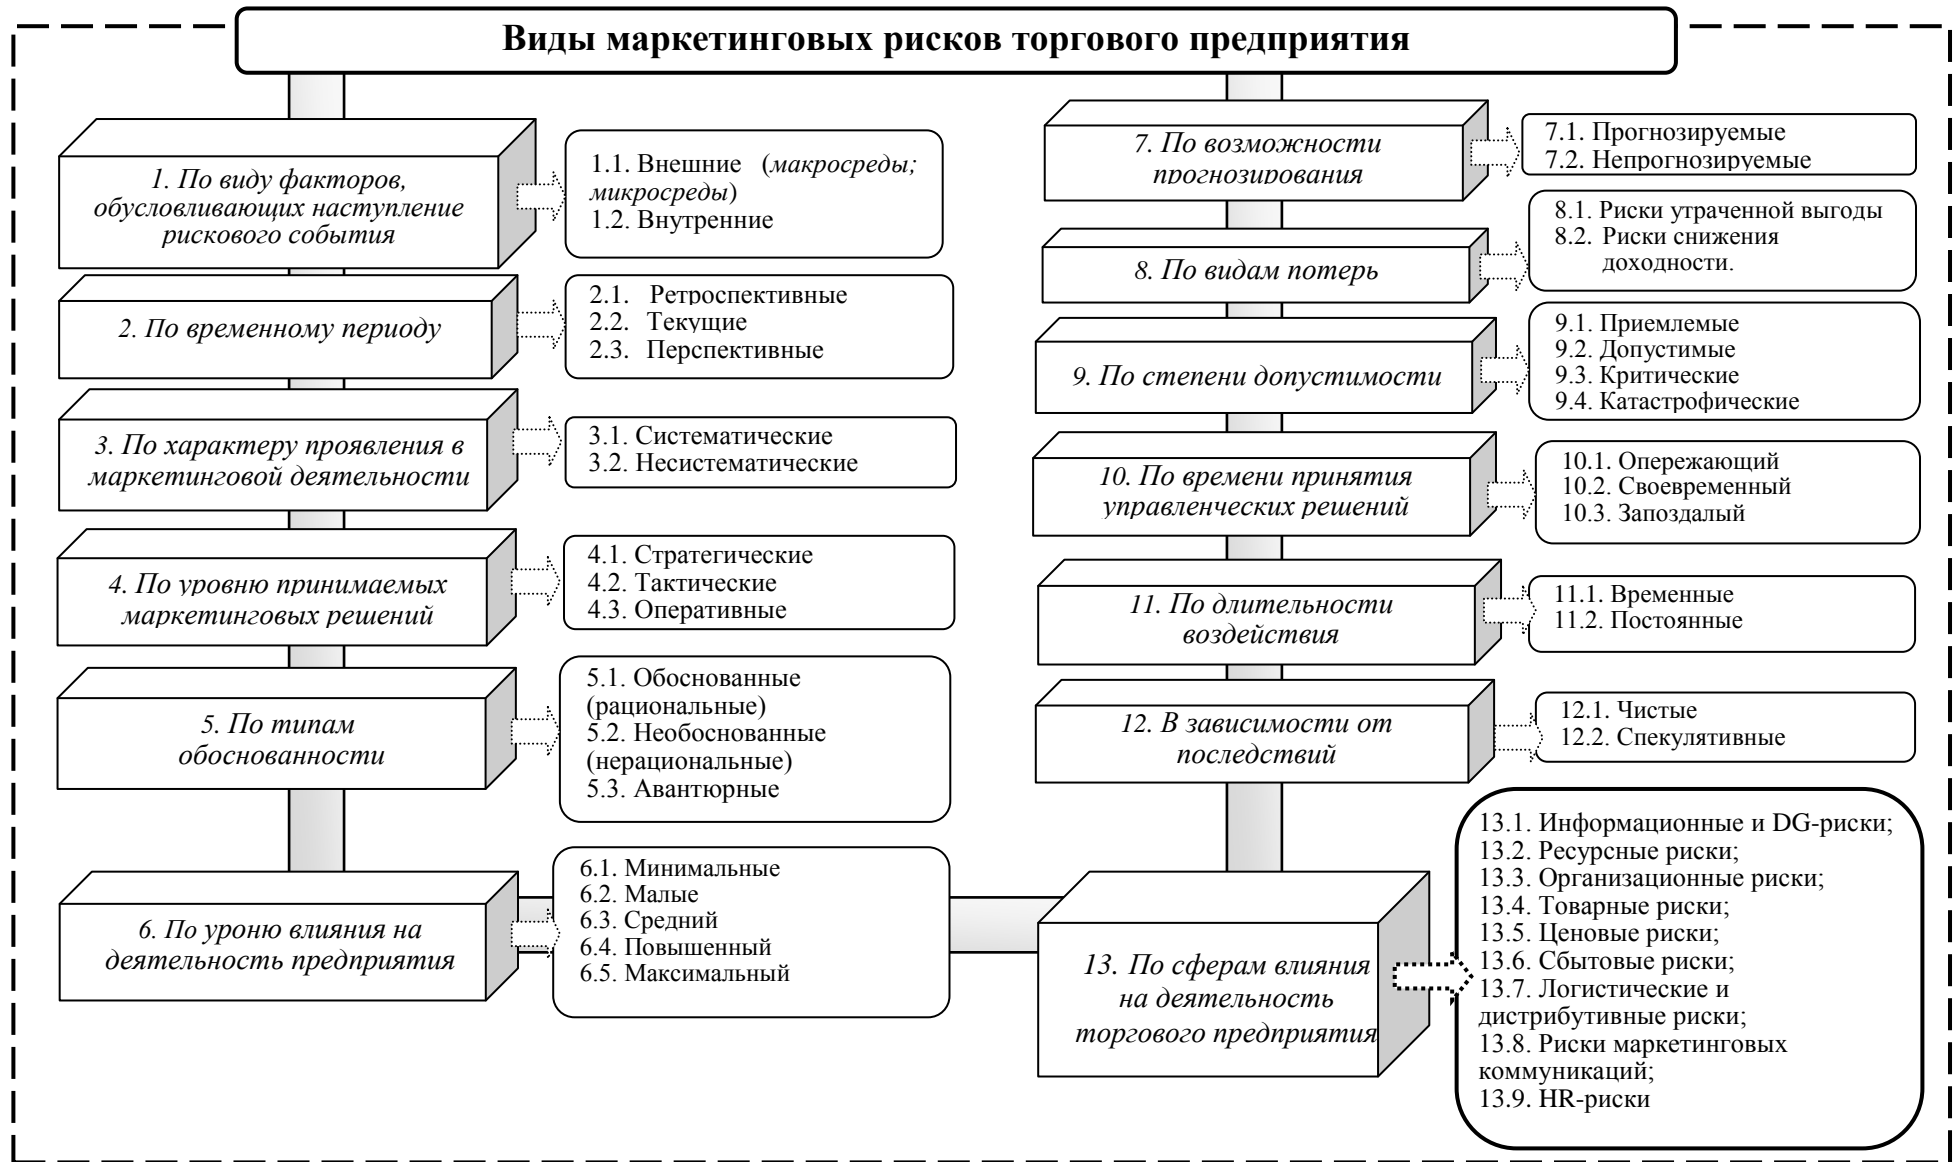 Виды маркетинговых рисков торгового предприятия
1. По виду факторов,
обусловливающих наступление
рискового события
1.1. Внешние (макросреды;
микросреды)
1.2. Внутренние
2. По временному периоду
2.1. Ретроспективные
2.2. Текущие
2.3. Перспективные
3. По характеру проявления в
маркетинговой деятельности
3.1. Систематические
3.2. Несистематические
4. По уровню принимаемых
маркетинговых решений
4.1. Стратегические
4.2. Тактические
4.3. Оперативные
5. По типам
обоснованности
5.1. Обоснованные
(рациональные)
5.2. Необоснованные
(нерациональные)
5.3. Авантюрные
6. По уроню влияния на
деятельность предприятия
6.1. Минимальные
6.2. Малые
6.3. Средний
6.4. Повышенный
6.5. Максимальный
7. По возможности
прогнозирования
7.1. Прогнозируемые
7.2. Непрогнозируемые
8. По видам потерь
8.1. Риски утраченной выгоды
8.2. Риски снижения
доходности.
9. По степени допустимости
9.1. Приемлемые
9.2. Допустимые
9.3. Критические
9.4. Катастрофические
10. По времени принятия
управленческих решений
10.1. Опережающий
10.2. Своевременный
10.3. Запоздалый
11. По длительности
воздействия
11.1. Временные
11.2. Постоянные
12. В зависимости от
последствий
12.1. Чистые
12.2. Спекулятивные
13. По сферам влияния
на деятельность
торгового предприятия
13.1. Информационные и DG-риски;
13.2. Ресурсные риски;
13.3. Организационные риски;
13.4. Товарные риски;
13.5. Ценовые риски;
13.6. Сбытовые риски;
13.7. Логистические и
дистрибутивные риски;
13.8. Риски маркетинговых
коммуникаций;
13.9. HR-риски